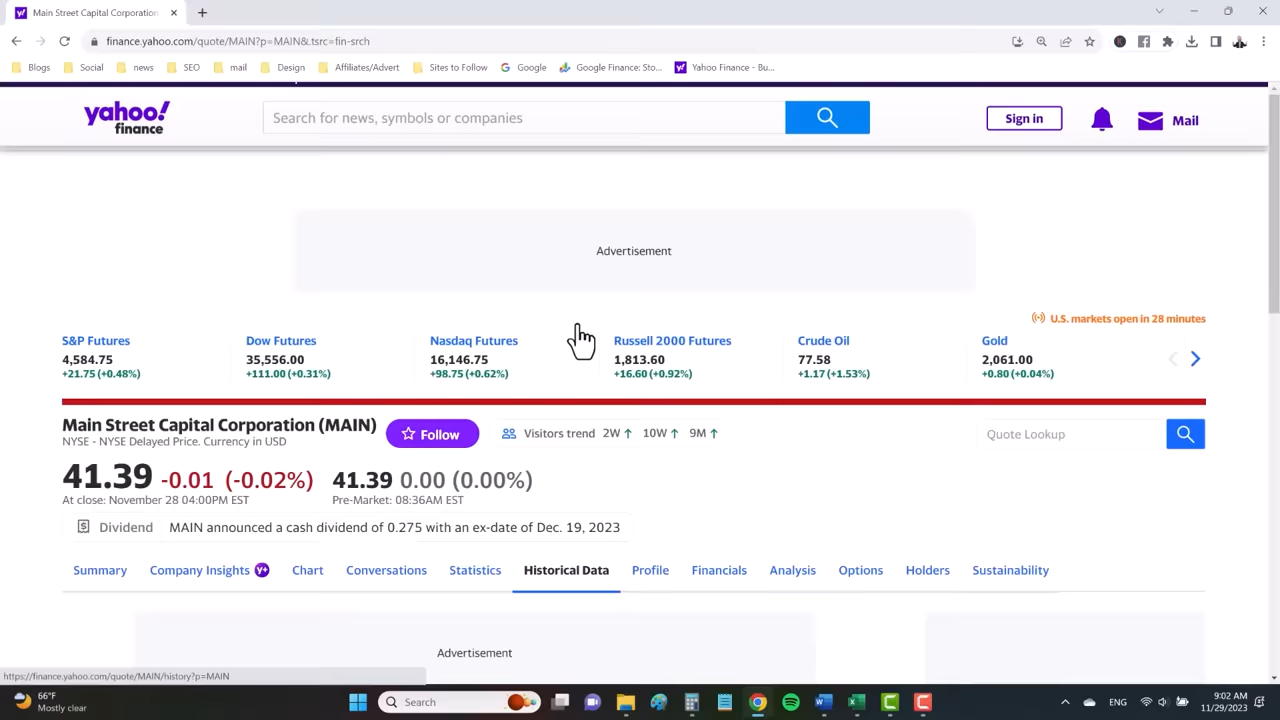 Main Street Capital Corporation
finance.yahoo.com/quote/MAIN?p=MAIN&.tsrc=fin-srch
Blogs Social news SEO mail Design Affiliates/Advert Sites to Follow Google Google Finance: Sto... Yahoo Finance - Bu...
yahoo!
finance
Search for news, symbols or companies
Sign in
Mail
Advertisement
U.S. markets open in 28 minutes
S&P Futures Dow Futures Nasdaq Futures Russell 2000 Futures Crude Oil Gold
4,584.75 35,556.00 16,146.75 1,813.60 77.58 2,061.00
+21.75 (+0.48%) +111.00 (+0.31%) +98.75 (+0.62%) +16.60 (+0.92%) +1.17 (+1.53%) +0.80 (+0.04%)
Main Street Capital Corporation (MAIN) Follow Visitors trend 2W 10W 9M Quote Lookup
NYSE - NYSE Delayed Price. Currency in USD
41.39 -0.01 (-0.02%) 41.39 0.00 (0.00%)
At close: November 28 04:00PM EST Pre-Market: 08:36AM EST
Dividend MAIN announced a cash dividend of 0.275 with an ex-date of Dec. 19, 2023
Summary Company Insights Y+ Chart Conversations Statistics Historical Data Profile Financials Analysis Options Holders Sustainability
Advertisement
https://finance.yahoo.com/quote/MAIN/history?p=MAIN
66°F
Mostly clear
Search
ENG
9:02 AM
11/29/2023